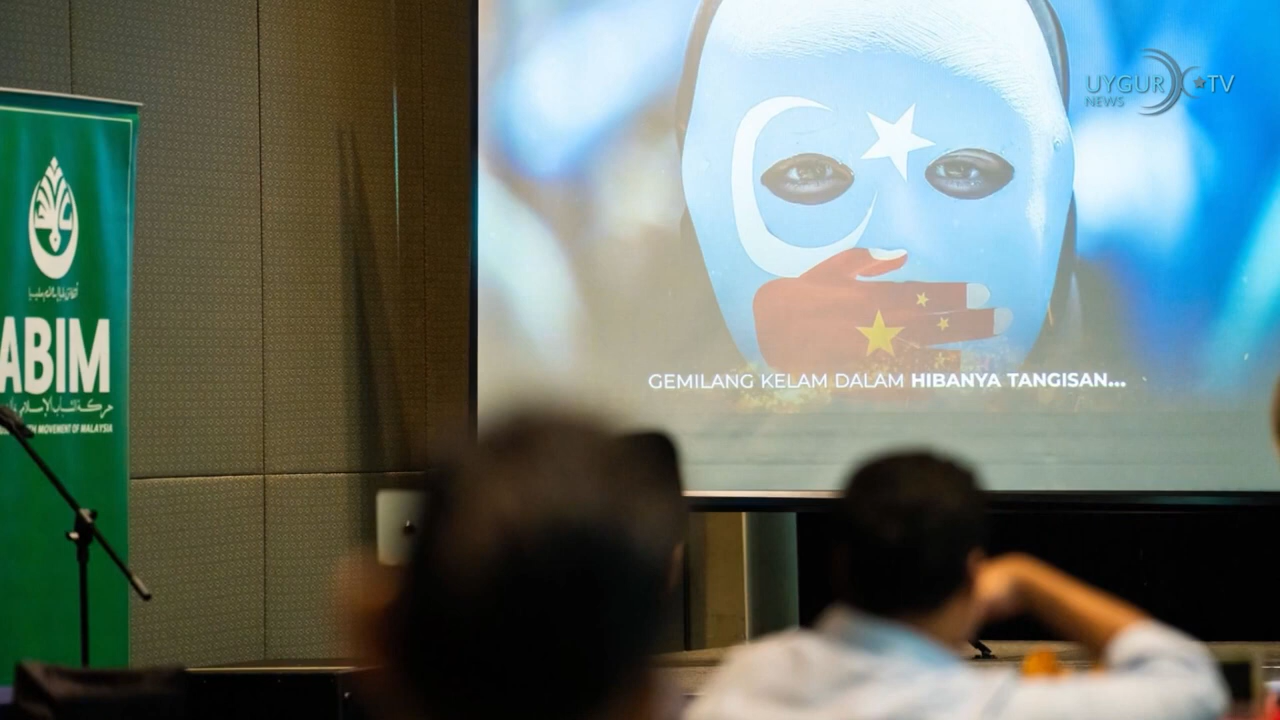 UYGUR TV
NEWS
ABIM
MOVEMENT OF MALAYSIA
GEMILANG KELAM DALAM HIBANYA TANGISAN...